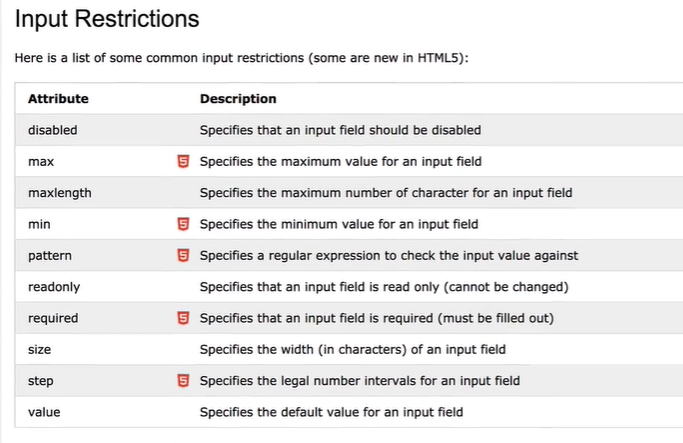 Input Restrictions
Here is a list of some common input restrictions (some are new in HTML5):
Attribute Description
disabled Specifies that an input field should be disabled
max 5 Specifies the maximum value for an input field
maxlength Specifies the maximum number of character for an input field
min 5 Specifies the minimum value for an input field
pattern 5 Specifies a regular expression to check the input value against
readonly Specifies that an input field is read only (cannot be changed)
required 5 Specifies that an input field is required (must be filled out)
size Specifies the width (in characters) of an input field
step 5 Specifies the legal number intervals for an input field
value Specifies the default value for an input field